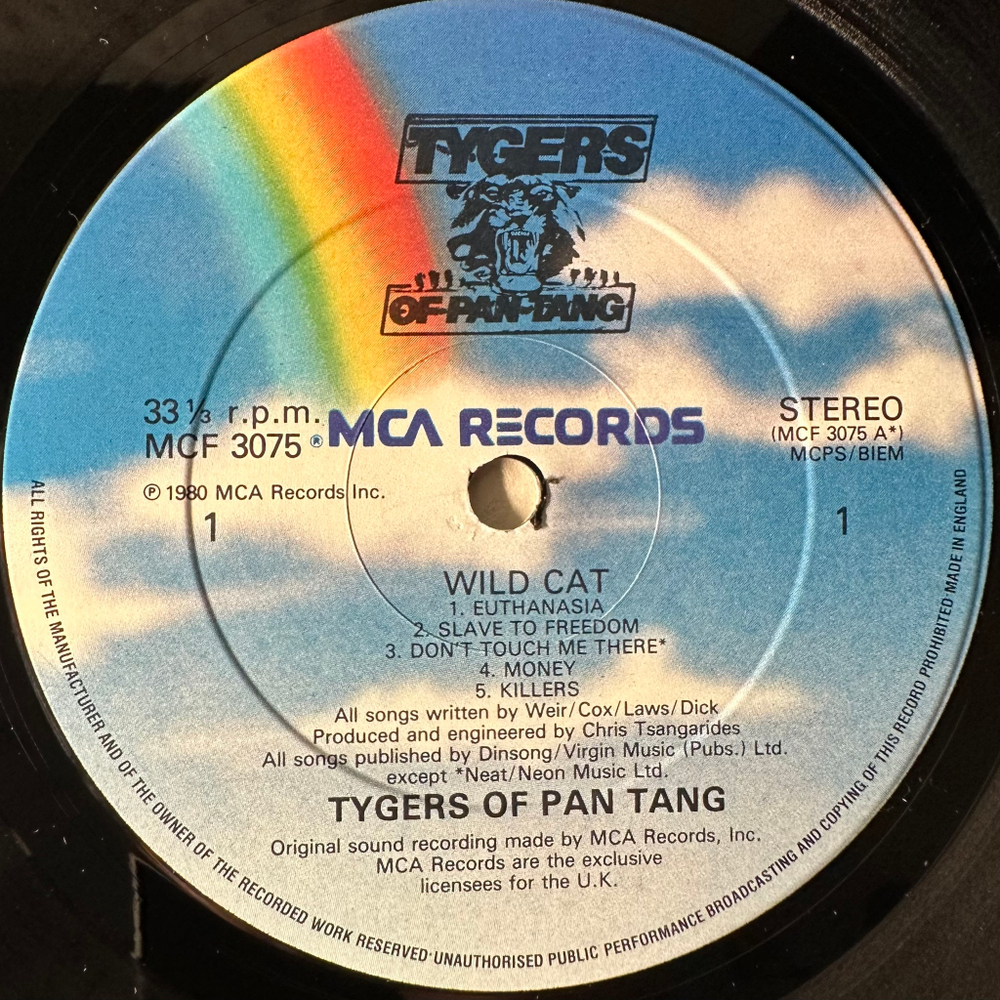 TYGERS
OF PAN TANG
33 ⅓ r.p.m.
MCF 3075
® MCA RECORDS
STEREO
(MCF 3075 A*)
MCPS/BIEM
℗ 1980 MCA Records Inc.
1
1
WILD CAT
1. EUTHANASIA
2. SLAVE TO FREEDOM
3. DON'T TOUCH ME THERE*
4. MONEY
5. KILLERS
All songs written by Weir/Cox/Laws/Dick
Produced and engineered by Chris Tsangarides
All songs published by Dinsong/Virgin Music (Pubs.) Ltd.
except *Neat/Neon Music Ltd.
TYGERS OF PAN TANG
Original sound recording made by MCA Records, Inc.
MCA Records are the exclusive
licensees for the U.K.
ALL RIGHTS OF THE MANUFACTURER AND OF THE OWNER OF THE RECORDED WORK RESERVED·UNAUTHORISED PUBLIC PERFORMANCE BROADCASTING AND COPYING OF THIS RECORD PROHIBITED MADE IN ENGLAND